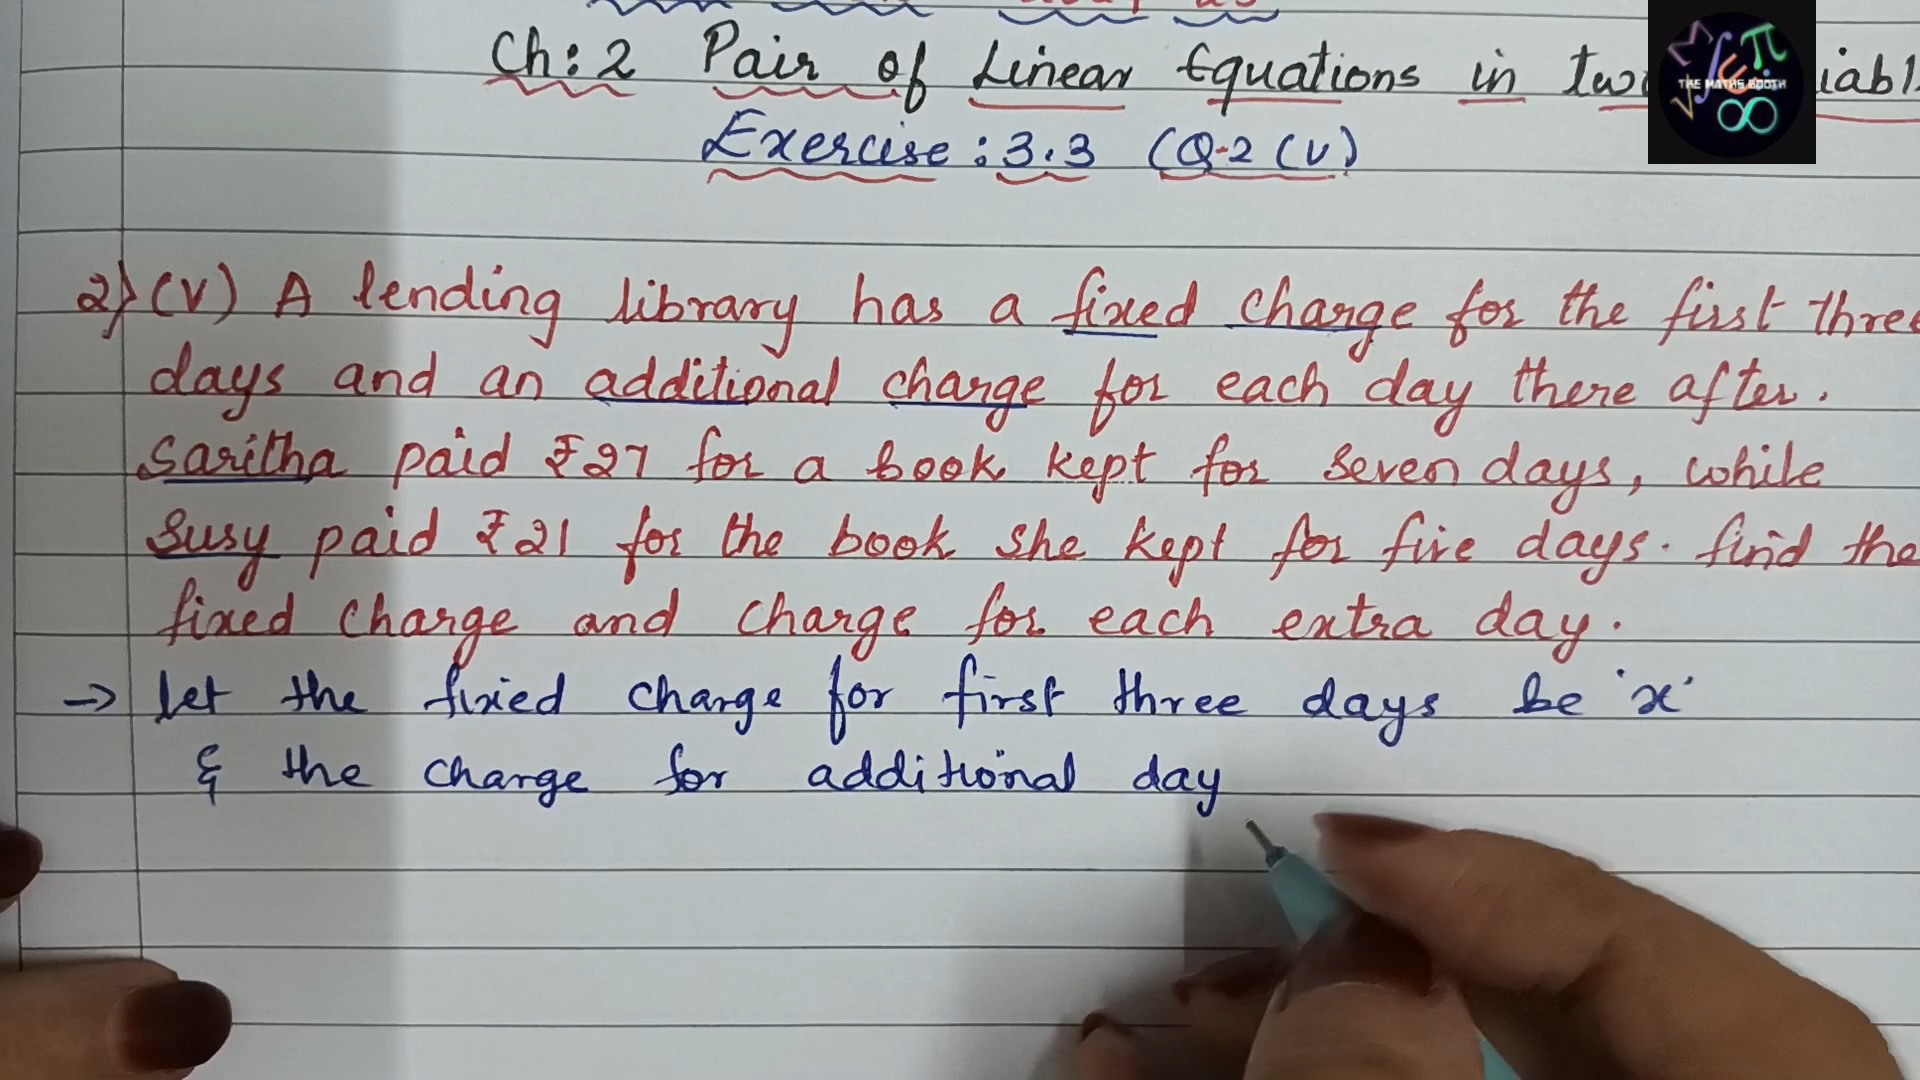 Ch: 2 Pair of Linear Equations in two
Exercise: 3.3 (Q-2 (V)
THE MATHS BOOTH
2) (V) A lending library has a fixed charge for the first three
days and an additional charge for each day there after.
Saritha paid ₹27 for a book kept for seven days, while
Susy paid ₹21 for the book she kept for five days. find the
fixed charge and charge for each extra day.
→ Let the fixed charge for first three days be 'x'
& the charge for additional day